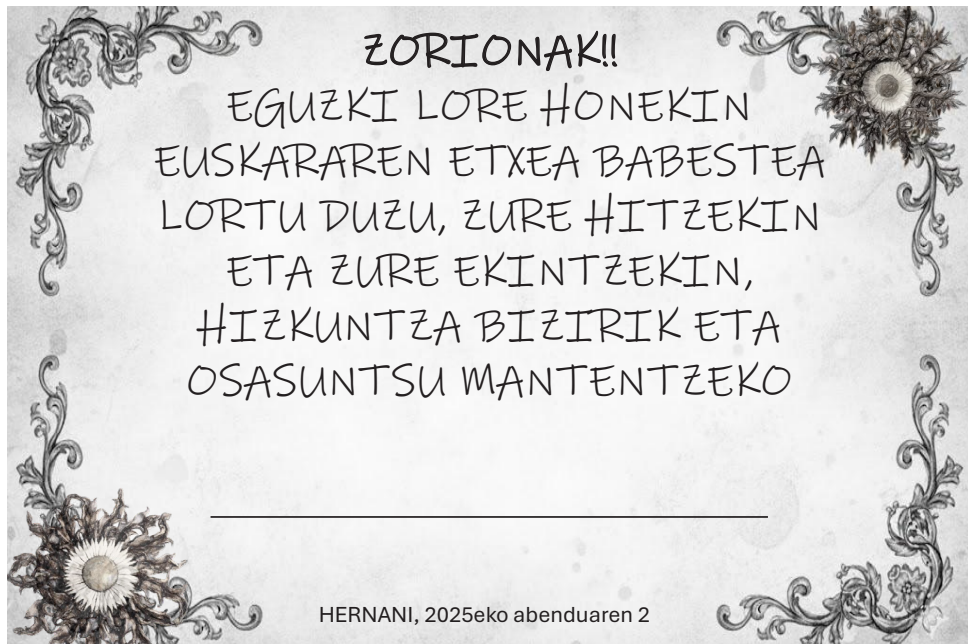 ZORIONAK!!
EGUZKI LORE HONEKIN
EUSKARAREN ETXEA BABESTEA
LORTU DUZU, ZURE HITZEKIN
ETA ZURE EKINTZEKIN,
HIZKUNTZA BIZIRIK ETA
OSASUNTSU MANTENTZEKO
HERNANI, 2025eko abenduaren 2